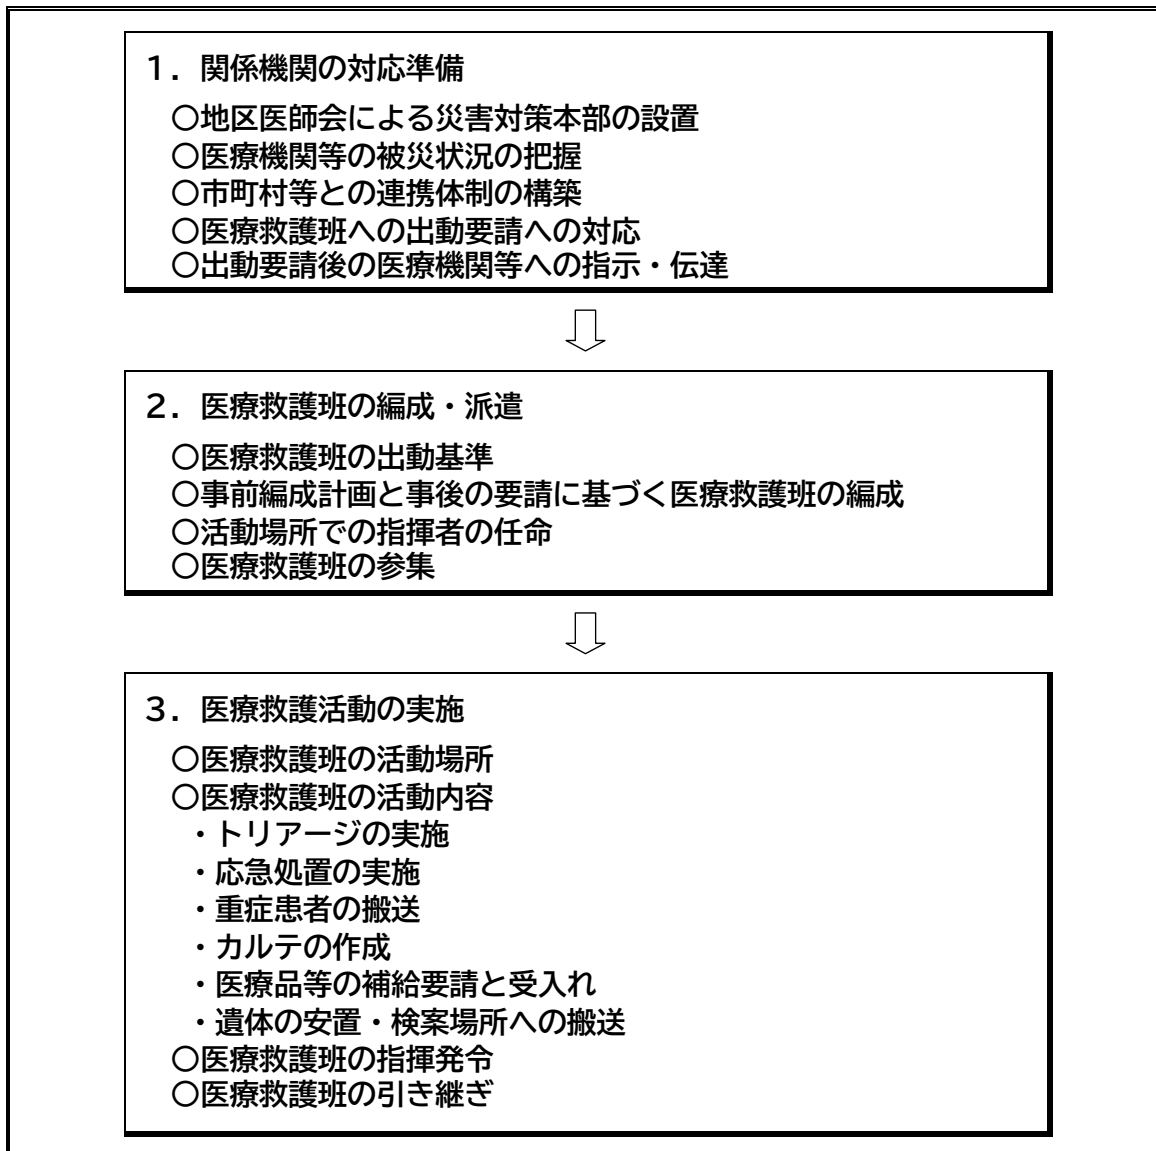 １．関係機関の対応準備
○地区医師会による災害対策本部の設置
○医療機関等の被災状況の把握
○市町村等との連携体制の構築
○医療救護班への出動要請への対応
○出動要請後の医療機関等への指示・伝達
２．医療救護班の編成・派遣
○医療救護班の出動基準
○事前編成計画と事後の要請に基づく医療救護班の編成
○活動場所での指揮者の任命
○医療救護班の参集
３．医療救護活動の実施
○医療救護班の活動場所
○医療救護班の活動内容
・トリアージの実施
・応急処置の実施
・重症患者の搬送
・カルテの作成
・医療品等の補給要請と受入れ
・遺体の安置・検案場所への搬送
○医療救護班の指揮発令
○医療救護班の引き継ぎ